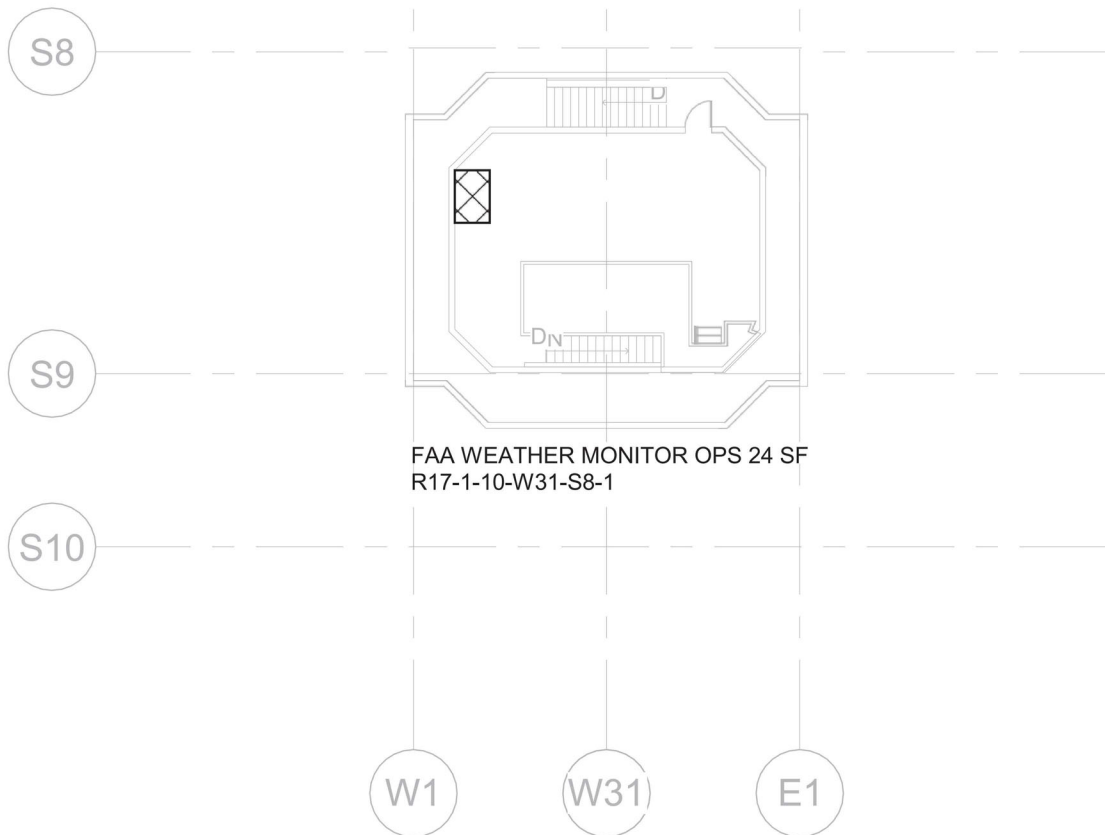 S8
D
DN
S9
FAA WEATHER MONITOR OPS 24 SF
R17-1-10-W31-S8-1
S10
W1 W31 E1